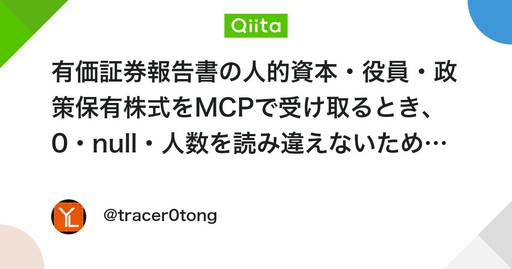 Qiita
有価証券報告書の人的資本・役員・政
策保有株式をMCPで受け取るとき、
0・null・人数を読み違えないため…
YL
@tracer0tong